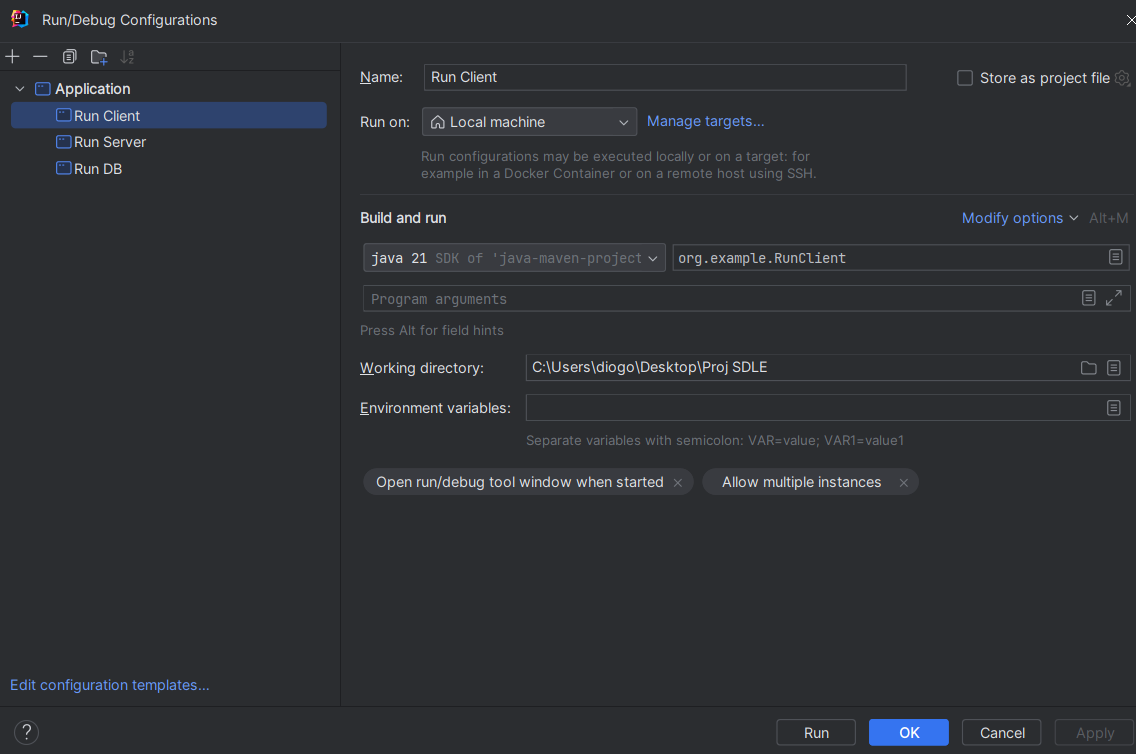 Run/Debug Configurations
Application
Run Client
Run Server
Run DB
Edit configuration templates...
Name: Run Client
Store as project file
Run on: Local machine
Manage targets...
Run configurations may be executed locally or on a target: for
example in a Docker Container or on a remote host using SSH.
Build and run
Modify options Alt+M
java 21 SDK of 'java-maven-project
org.example.RunClient
Program arguments
Press Alt for field hints
Working directory: C:\Users\diogo\Desktop\Proj SDLE
Environment variables:
Separate variables with semicolon: VAR=value; VAR1=value1
Open run/debug tool window when started
Allow multiple instances
?
Run
OK
Cancel
Apply